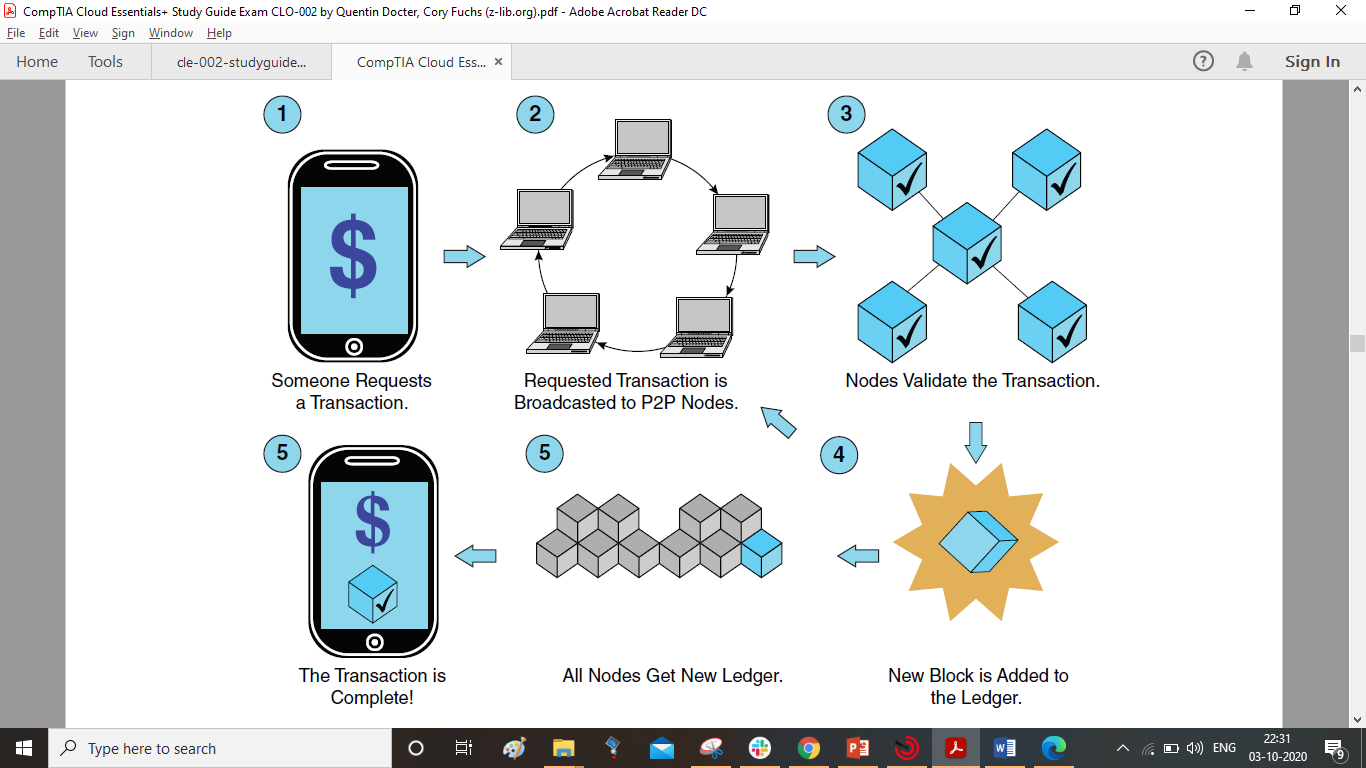 CompTIA Cloud Essentials+ Study Guide Exam CLO-002 by Quentin Docter, Cory Fuchs (z-lib.org).pdf - Adobe Acrobat Reader DC
File Edit View Sign Window Help
Home Tools cle-002-studyguide... CompTIA Cloud Ess... × ? Sign In
1 2 3
$
Someone Requests
a Transaction.
Requested Transaction is
Broadcasted to P2P Nodes.
Nodes Validate the Transaction.
5 5 4
$
The Transaction is
Complete!
All Nodes Get New Ledger.
New Block is Added to
the Ledger.
Type here to search
ENG
22:31
03-10-2020
9